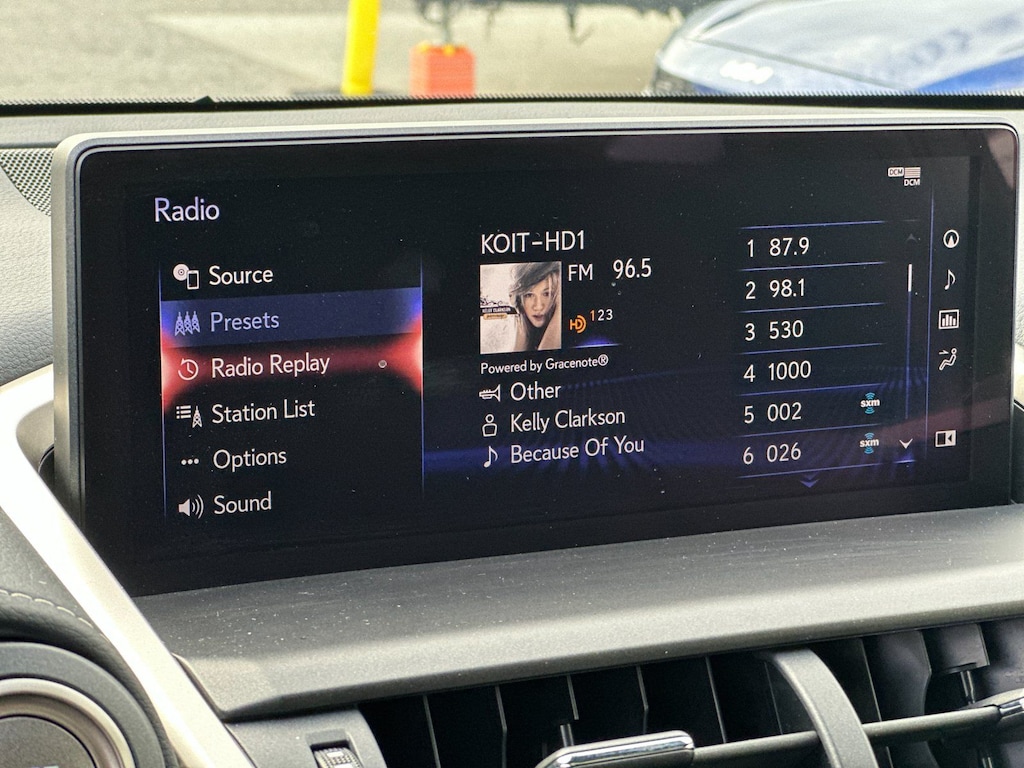 DCM
DCM
Radio
Source
Presets
Radio Replay
Station List
Options
Sound
KOIT-HD1
FM 96.5
HD 123
Powered by Gracenote®
Other
Kelly Clarkson
Because Of You
1 87.9
2 98.1
3 530
4 1000
5 002 sxm
6 026 sxm